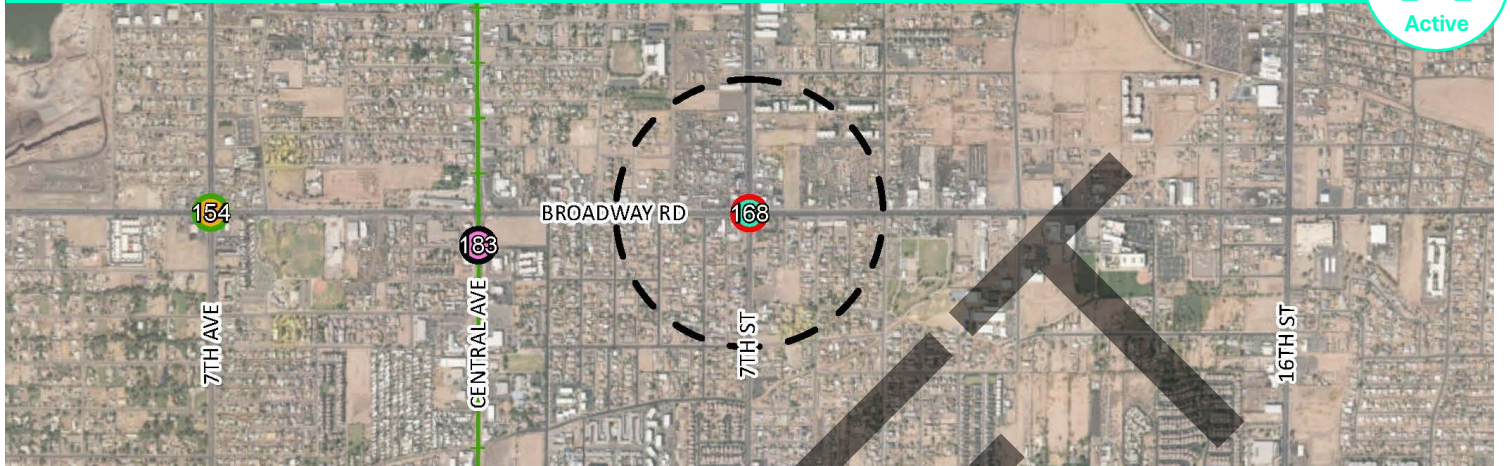 Active
154
BROADWAY RD
168
183
7TH AVE
CENTRAL AVE
7TH ST
16TH ST